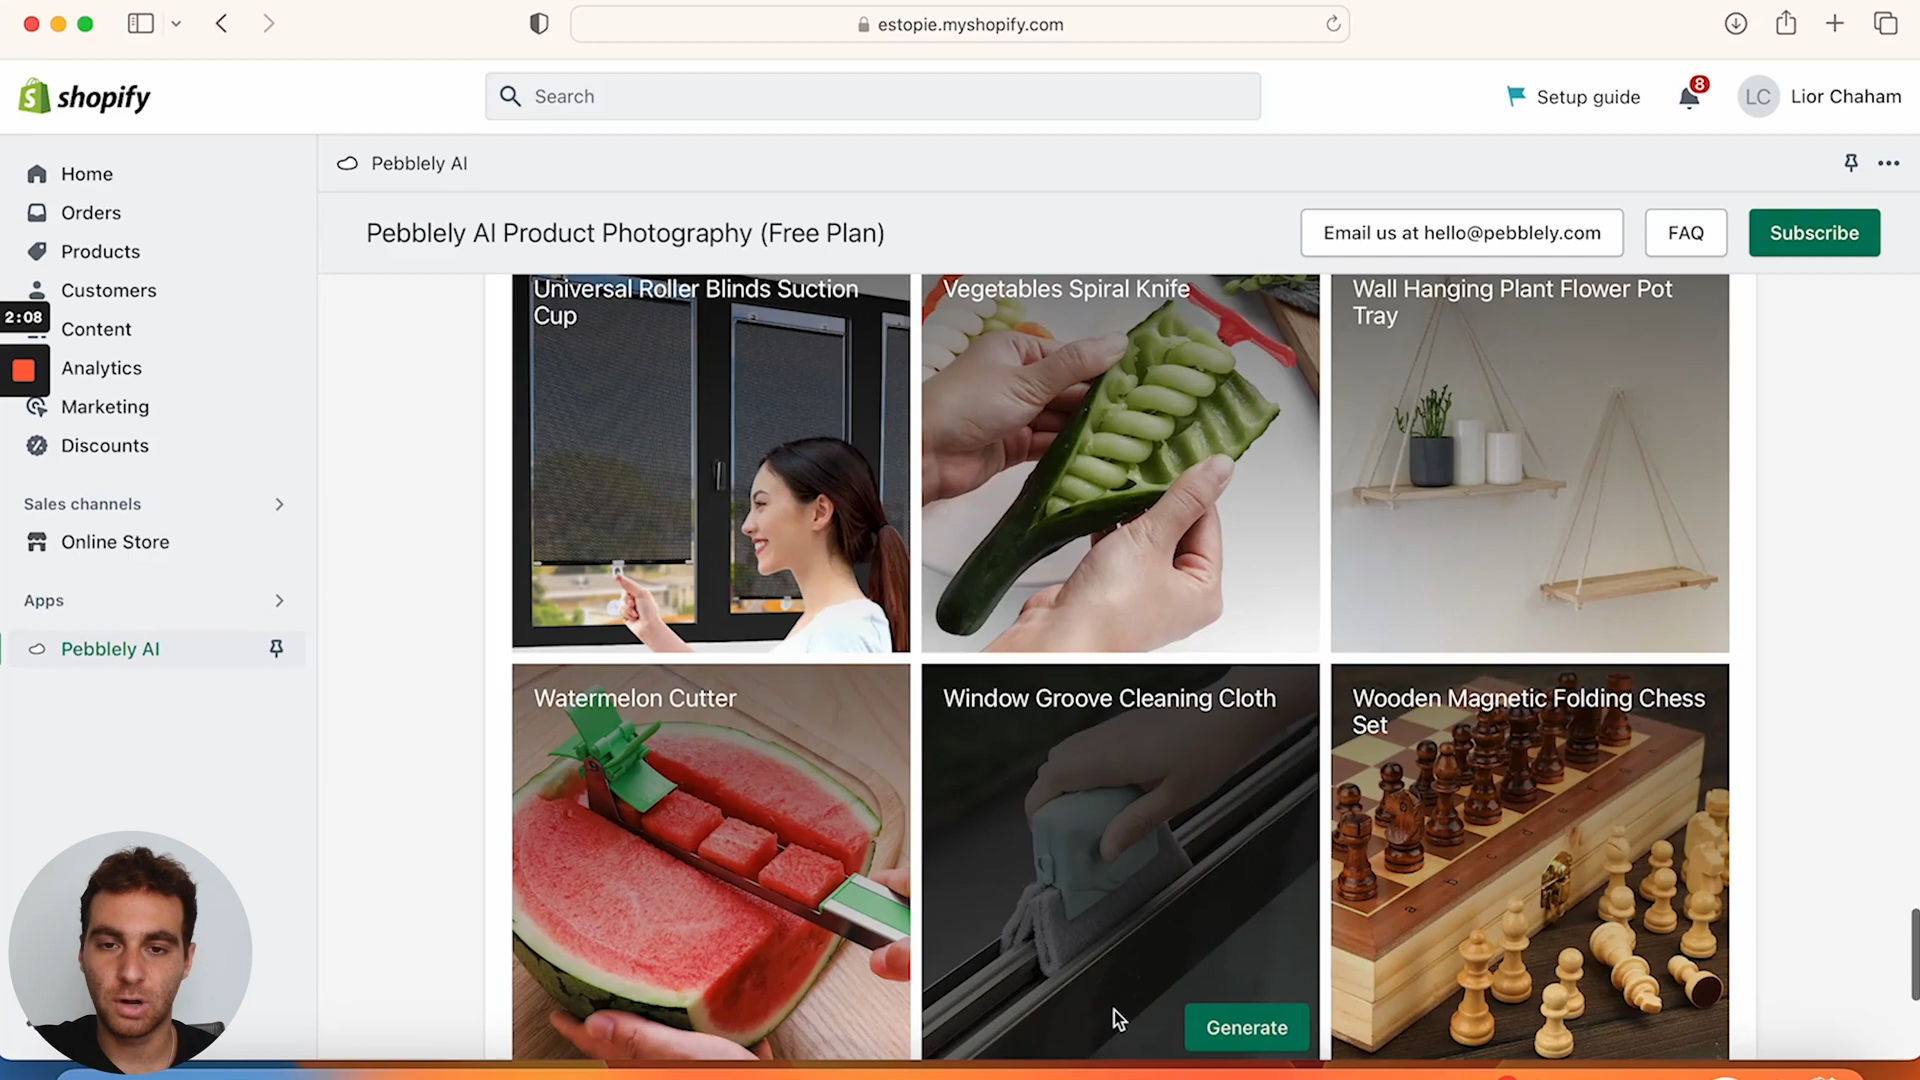 estopie.myshopify.com
shopify
Search
Setup guide
8
LC
Lior Chaham
Home
Orders
Products
Customers
2:08
Content
Analytics
Marketing
Discounts
Sales channels
Online Store
Apps
Pebblely AI
Pebblely AI
Pebblely AI Product Photography (Free Plan)
Email us at hello@pebblely.com
FAQ
Subscribe
Universal Roller Blinds Suction
Cup
Vegetables Spiral Knife
Wall Hanging Plant Flower Pot
Tray
Watermelon Cutter
Window Groove Cleaning Cloth
Wooden Magnetic Folding Chess
Set
Generate